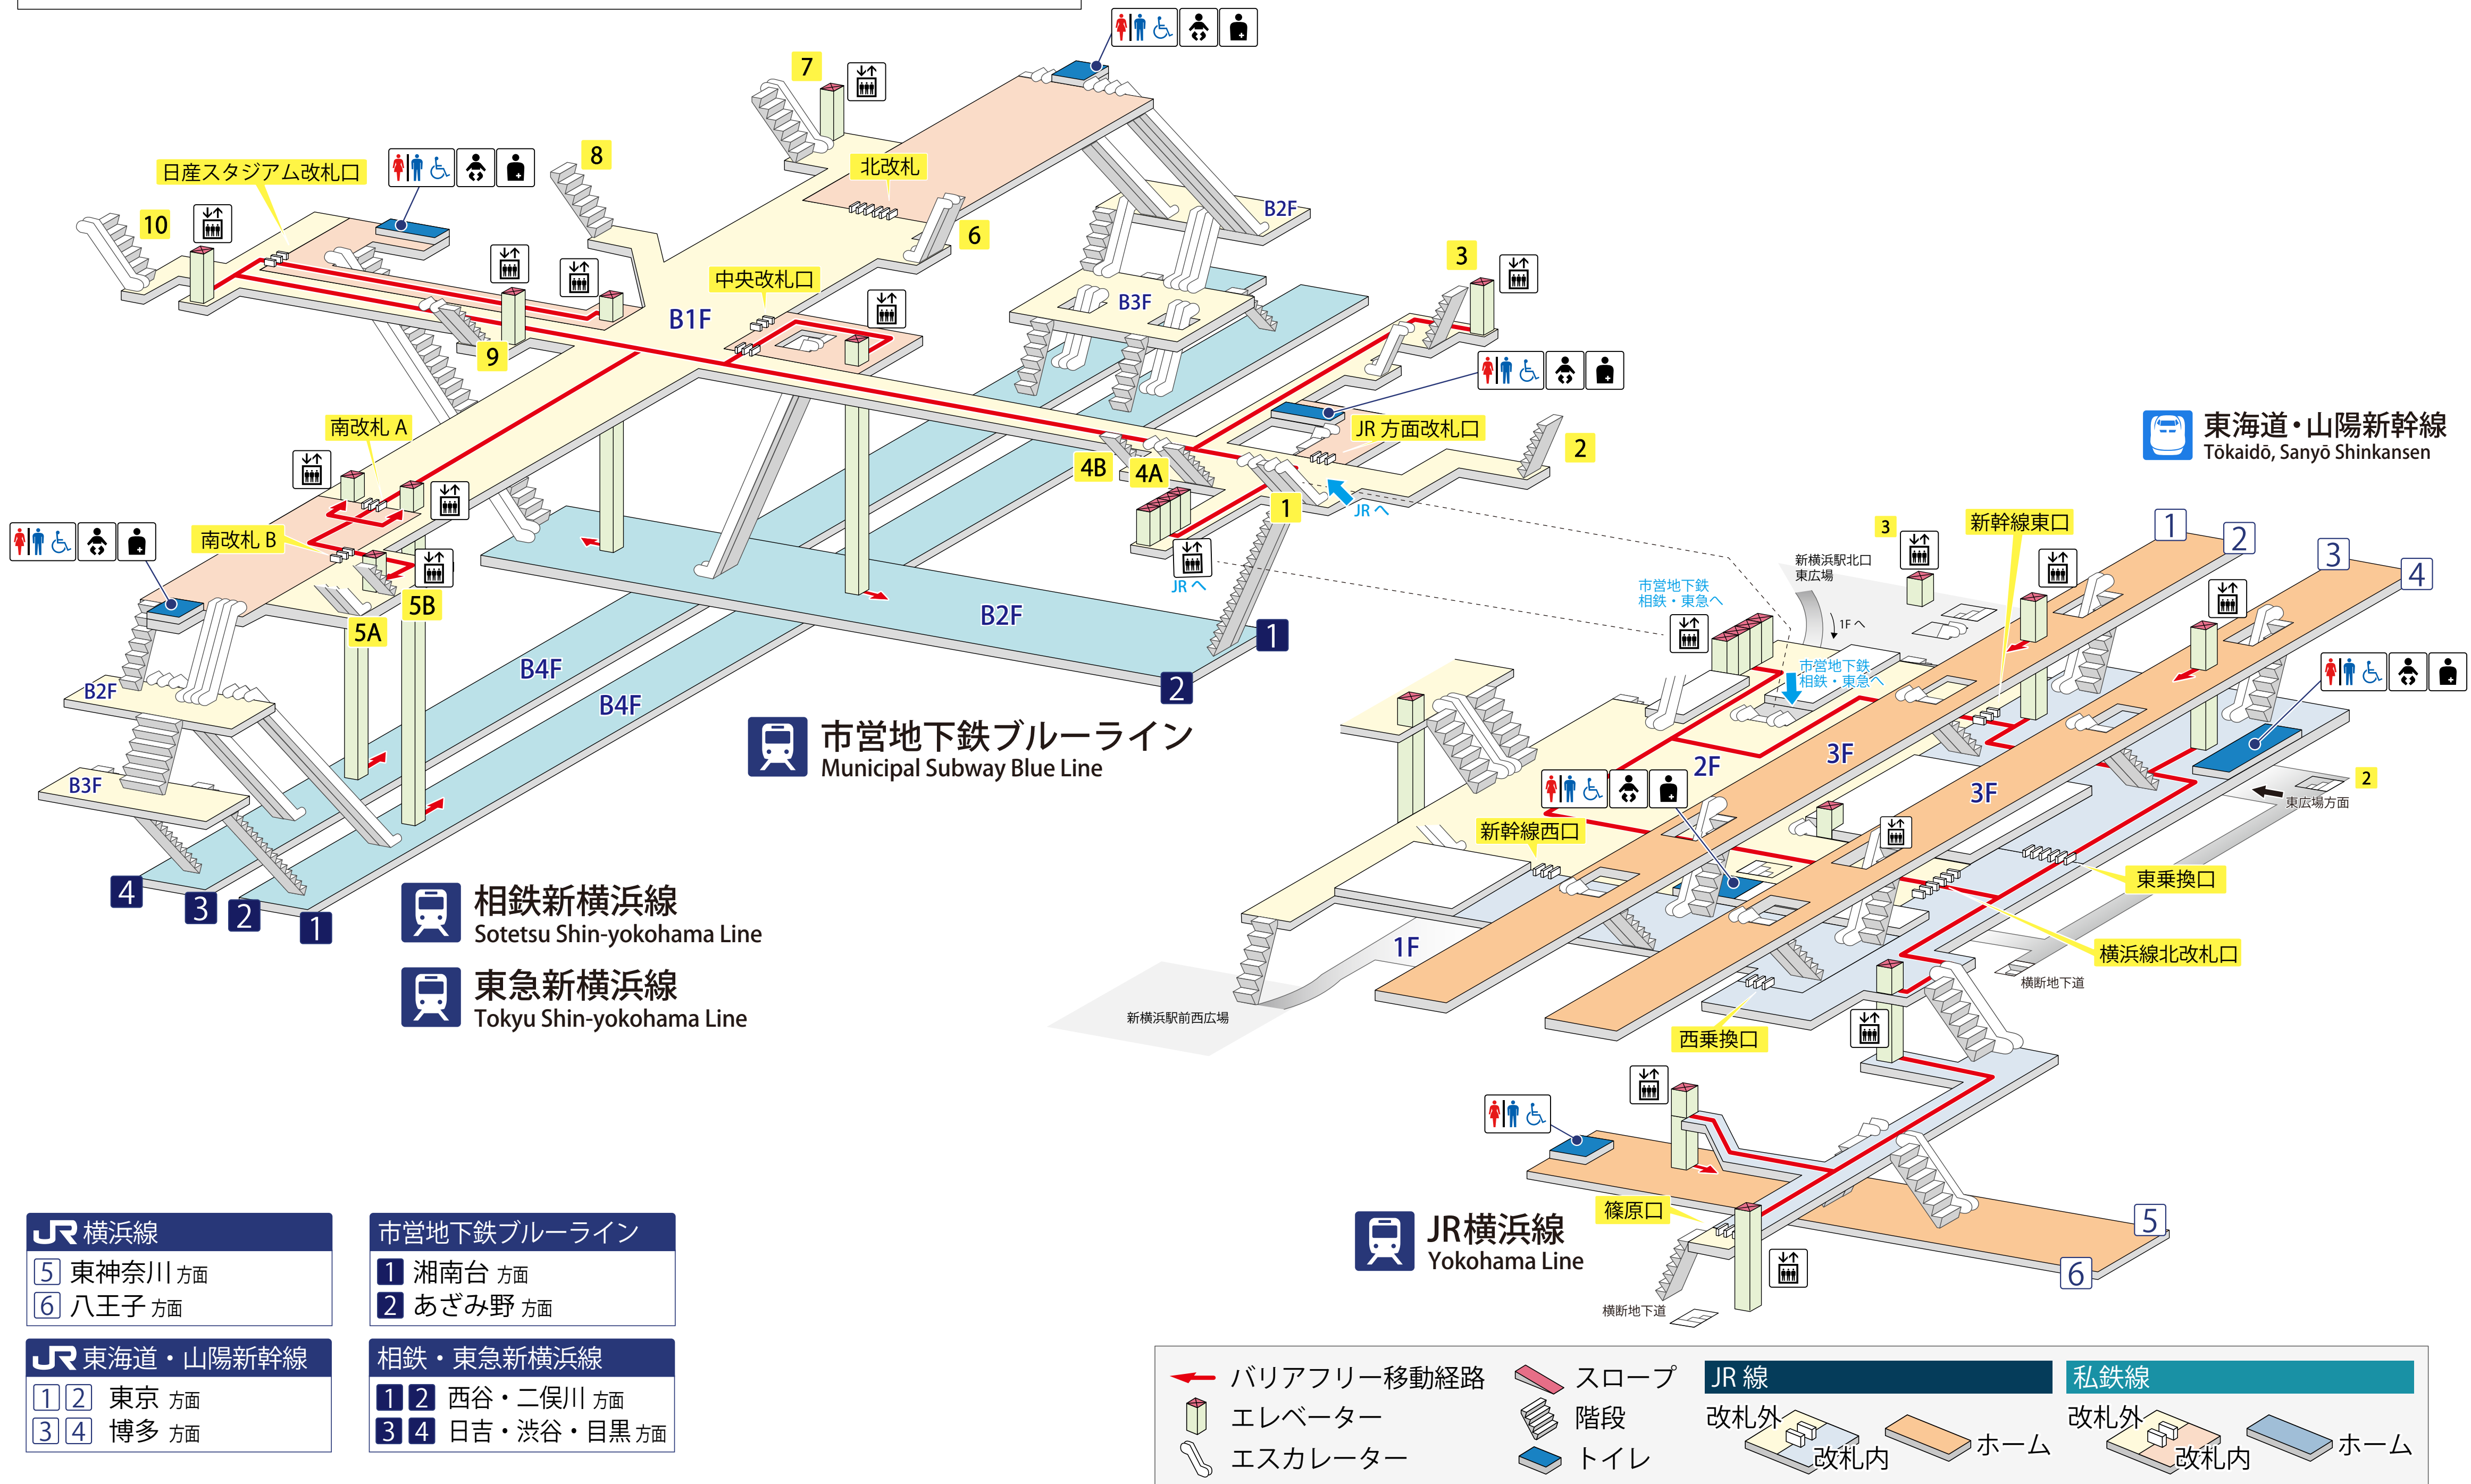 7
8
日産スタジアム改札口
10
北改札
6
B2F
3
中央改札口
B3F
B1F
9
南改札 A
JR 方面改札口
2
4B
4A
1
JR へ
南改札 B
JR へ
5B
5A
B2F
1
2
B4F
B4F
B2F
B3F
4
3
2
1
市営地下鉄ブルーライン
Municipal Subway Blue Line
相鉄新横浜線
Sotetsu Shin-yokohama Line
東急新横浜線
Tokyu Shin-yokohama Line
東海道・山陽新幹線
Tōkaidō, Sanyō Shinkansen
3
新幹線東口
1
2
3
4
新横浜駅北口
東広場
市営地下鉄
相鉄・東急へ
1F へ
市営地下鉄
相鉄・東急へ
3F
2F
3F
2
東広場方面
新幹線西口
東乗換口
1F
横浜線北改札口
横断地下道
新横浜駅前西広場
西乗換口
篠原口
JR横浜線
Yokohama Line
5
6
横断地下道
JR 横浜線
5 東神奈川 方面
6 八王子 方面
市営地下鉄ブルーライン
1 湘南台 方面
2 あざみ野 方面
JR 東海道・山陽新幹線
1 2 東京 方面
3 4 博多 方面
相鉄・東急新横浜線
1 2 西谷・二俣川 方面
3 4 日吉・渋谷・目黒 方面
バリアフリー移動経路
エレベーター
エスカレーター
スロープ
階段
トイレ
JR 線
改札外
改札内
ホーム
私鉄線
改札外
改札内
ホーム